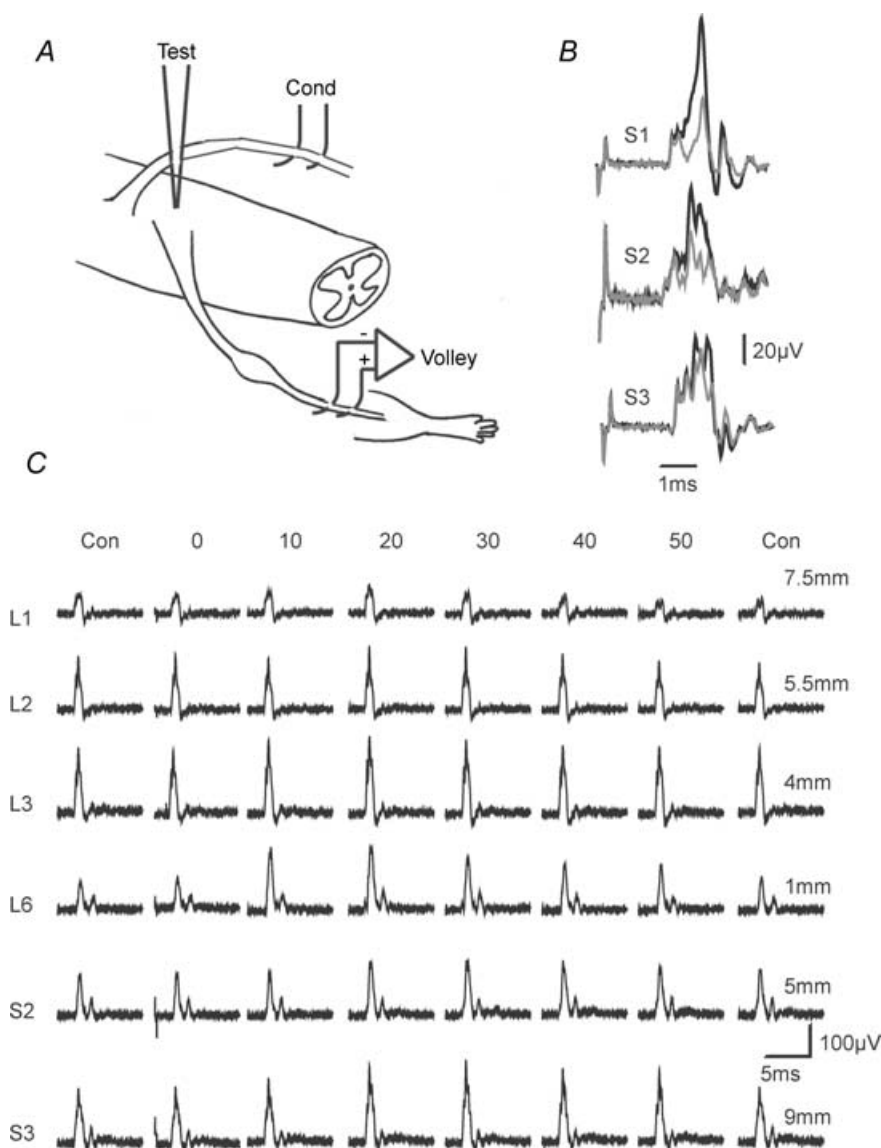 A
Test
Cond
- 
+
Volley
B
S1
S2
S3
20µV
1ms
C
Con 0 10 20 30 40 50 Con
L1 7.5mm
L2 5.5mm
L3 4mm
L6 1mm
S2 5mm
100µV
5ms
S3 9mm